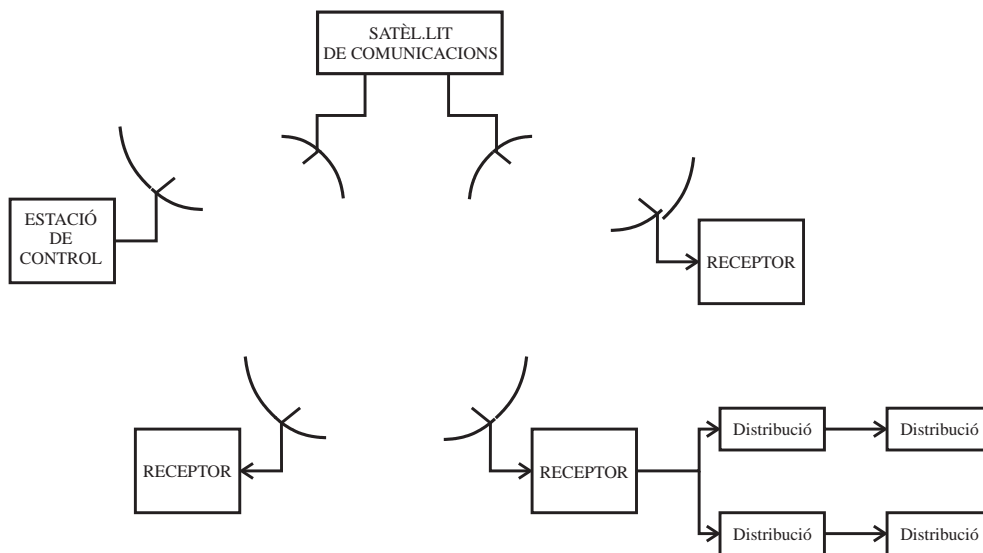 SATÈL.LIT
DE COMUNICACIONS
ESTACIÓ
DE
CONTROL
RECEPTOR
RECEPTOR
RECEPTOR
Distribució
Distribució
Distribució
Distribució